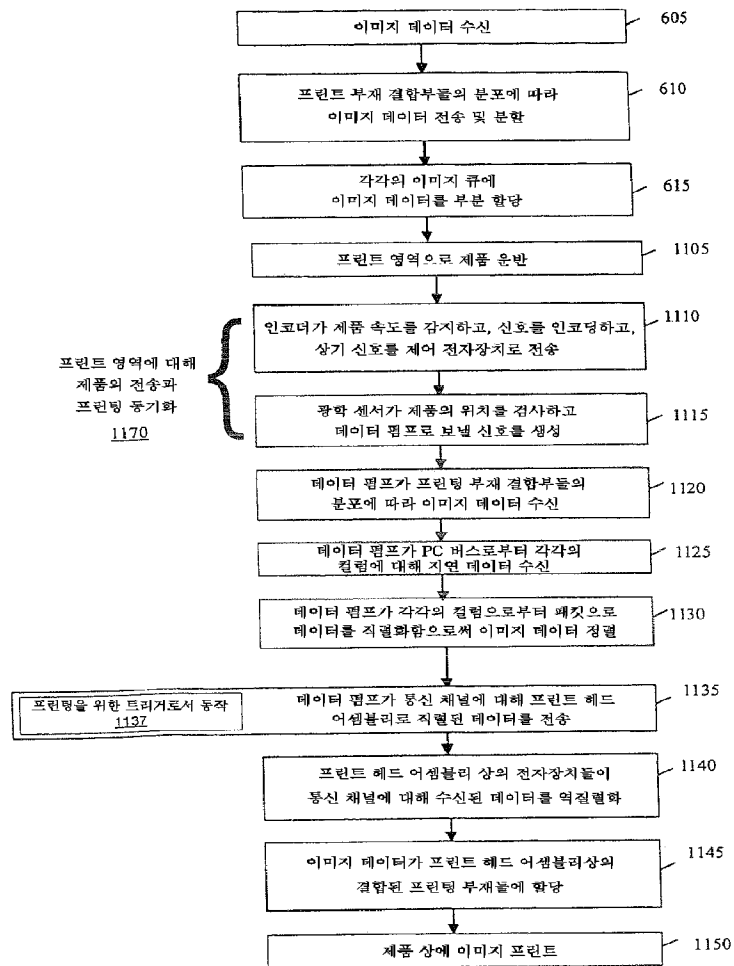 이미지 데이터 수신
605
프린트 부재 결합부들의 분포에 따라
이미지 데이터 전송 및 분할
610
각각의 이미지 큐에
이미지 데이터를 부분 할당
615
프린트 영역으로 제품 운반
1105
인코더가 제품 속도를 감지하고, 신호를 인코딩하고,
상기 신호를 제어 전자장치로 전송
1110
프린트 영역에 대해
제품의 전송과
프린팅 동기화
1170
광학 센서가 제품의 위치를 검사하고
데이터 펌프로 보낼 신호를 생성
1115
데이터 펌프가 프린팅 부재 결합부들의
분포에 따라 이미지 데이터 수신
1120
데이터 펌프가 PC 버스로부터 각각의
컬럼에 대해 지연 데이터 수신
1125
데이터 펌프가 각각의 컬럼으로부터 패킷으로
데이터를 직렬화함으로써 이미지 데이터 정렬
1130
프린팅을 위한 트리거로서 동작
1137
데이터 펌프가 통신 채널에 대해 프린트 헤드
어셈블리로 직렬된 데이터를 전송
1135
프린트 헤드 어셈블리 상의 전자장치들이
통신 채널에 대해 수신된 데이터를 역직렬화
1140
이미지 데이터가 프린트 헤드 어셈블리상의
결합된 프린팅 부재들에 할당
1145
제품 상에 이미지 프린트
1150